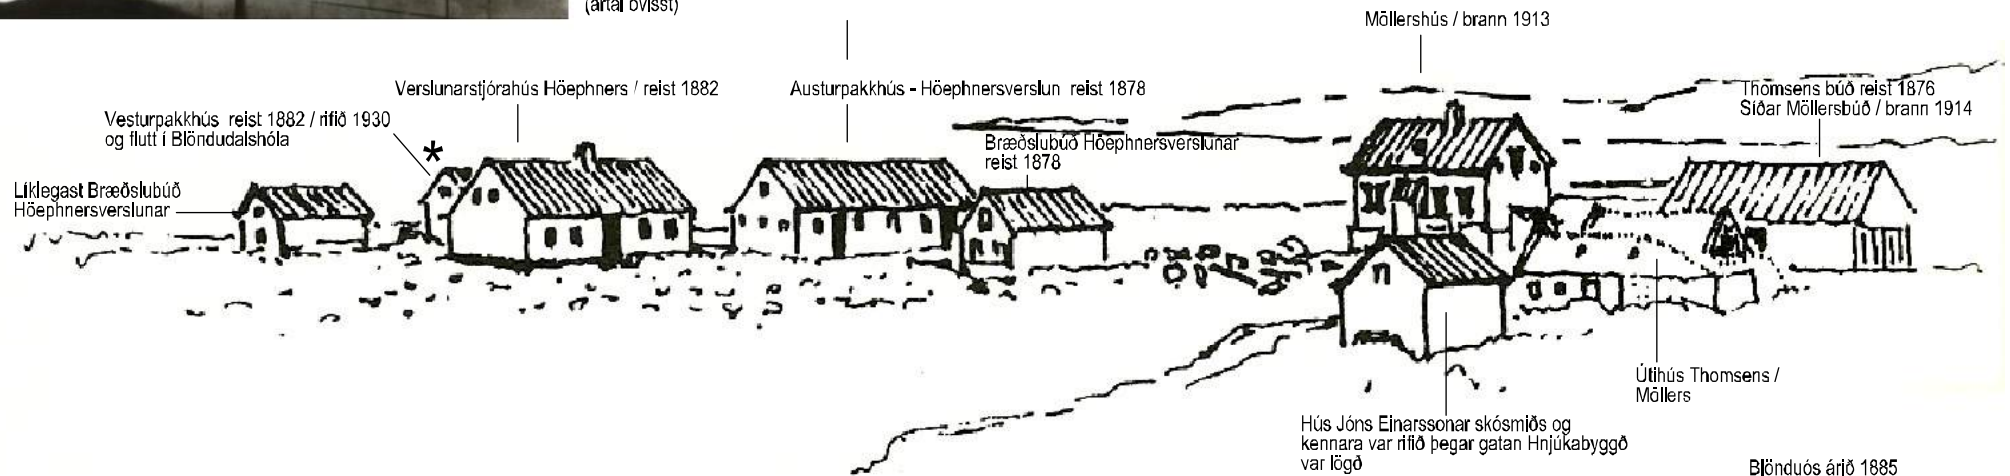 (ártal óvisst)
Möllershús / brann 1913
Verslunarstjórahús Höephners / reist 1882
Austurpakkhús - Höephnersverslun reist 1878
Thomsens búð reist 1876
Síðar Möllersbúð / brann 1914
Vesturpakkhús reist 1882 / rifið 1930
og flutt í Blöndudalshóla
*
Bræðslubúð Höephnersverslunar
reist 1878
Líklegast Bræðslubúð
Höephnersverslunar
Útihús Thomsens /
Möllers
Hús Jóns Einarssonar skósmiðs og
kennara var rifið þegar gatan Hnjúkabyggð
var lögð
Blönduós árið 1885